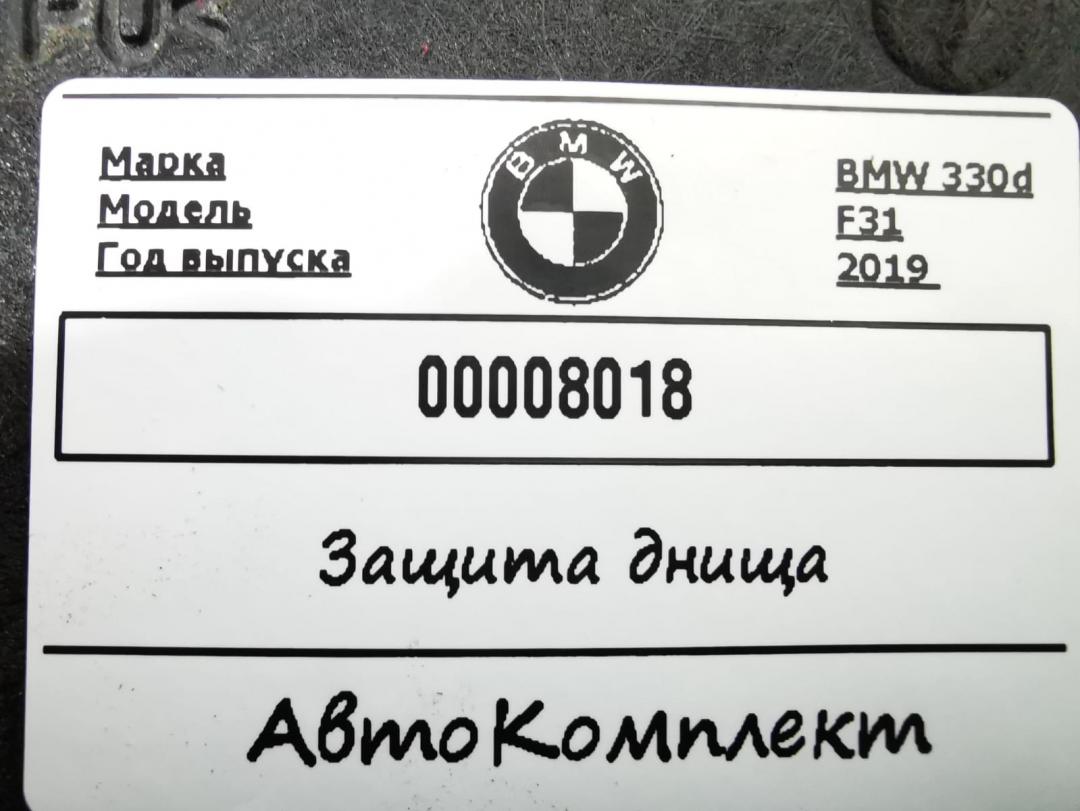 Марка BMW 330d
Модель F31
Год выпуска 2019
BMW
00008018
Защита днища
АвтоКомплект